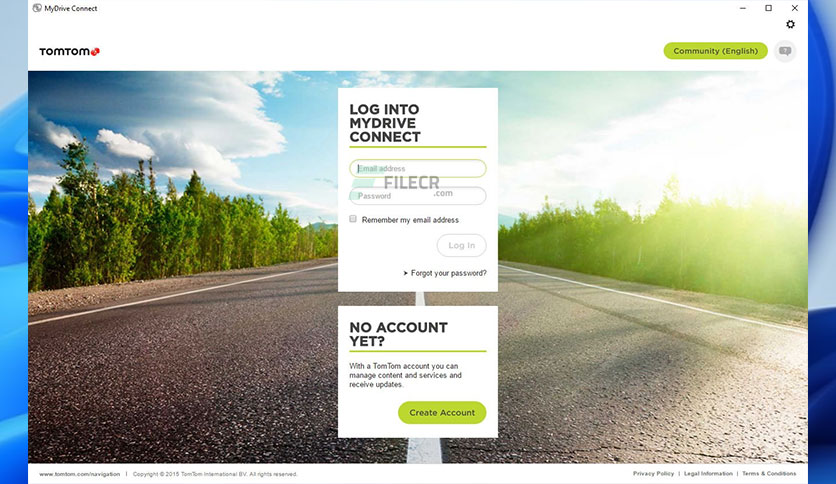 MyDrive Connect
TOMTOM
Community (English)
?
LOG INTO
MYDRIVE
CONNECT
Email address
FILECR
.com
Password
Remember my email address
Log In
Forgot your password?
NO ACCOUNT
YET?
With a TomTom account you can
manage content and services and
receive updates.
Create Account
www.tomtom.com/navigation | Copyright © 2015 TomTom International BV. All rights reserved.
Privacy Policy | Legal Information | Terms & Conditions